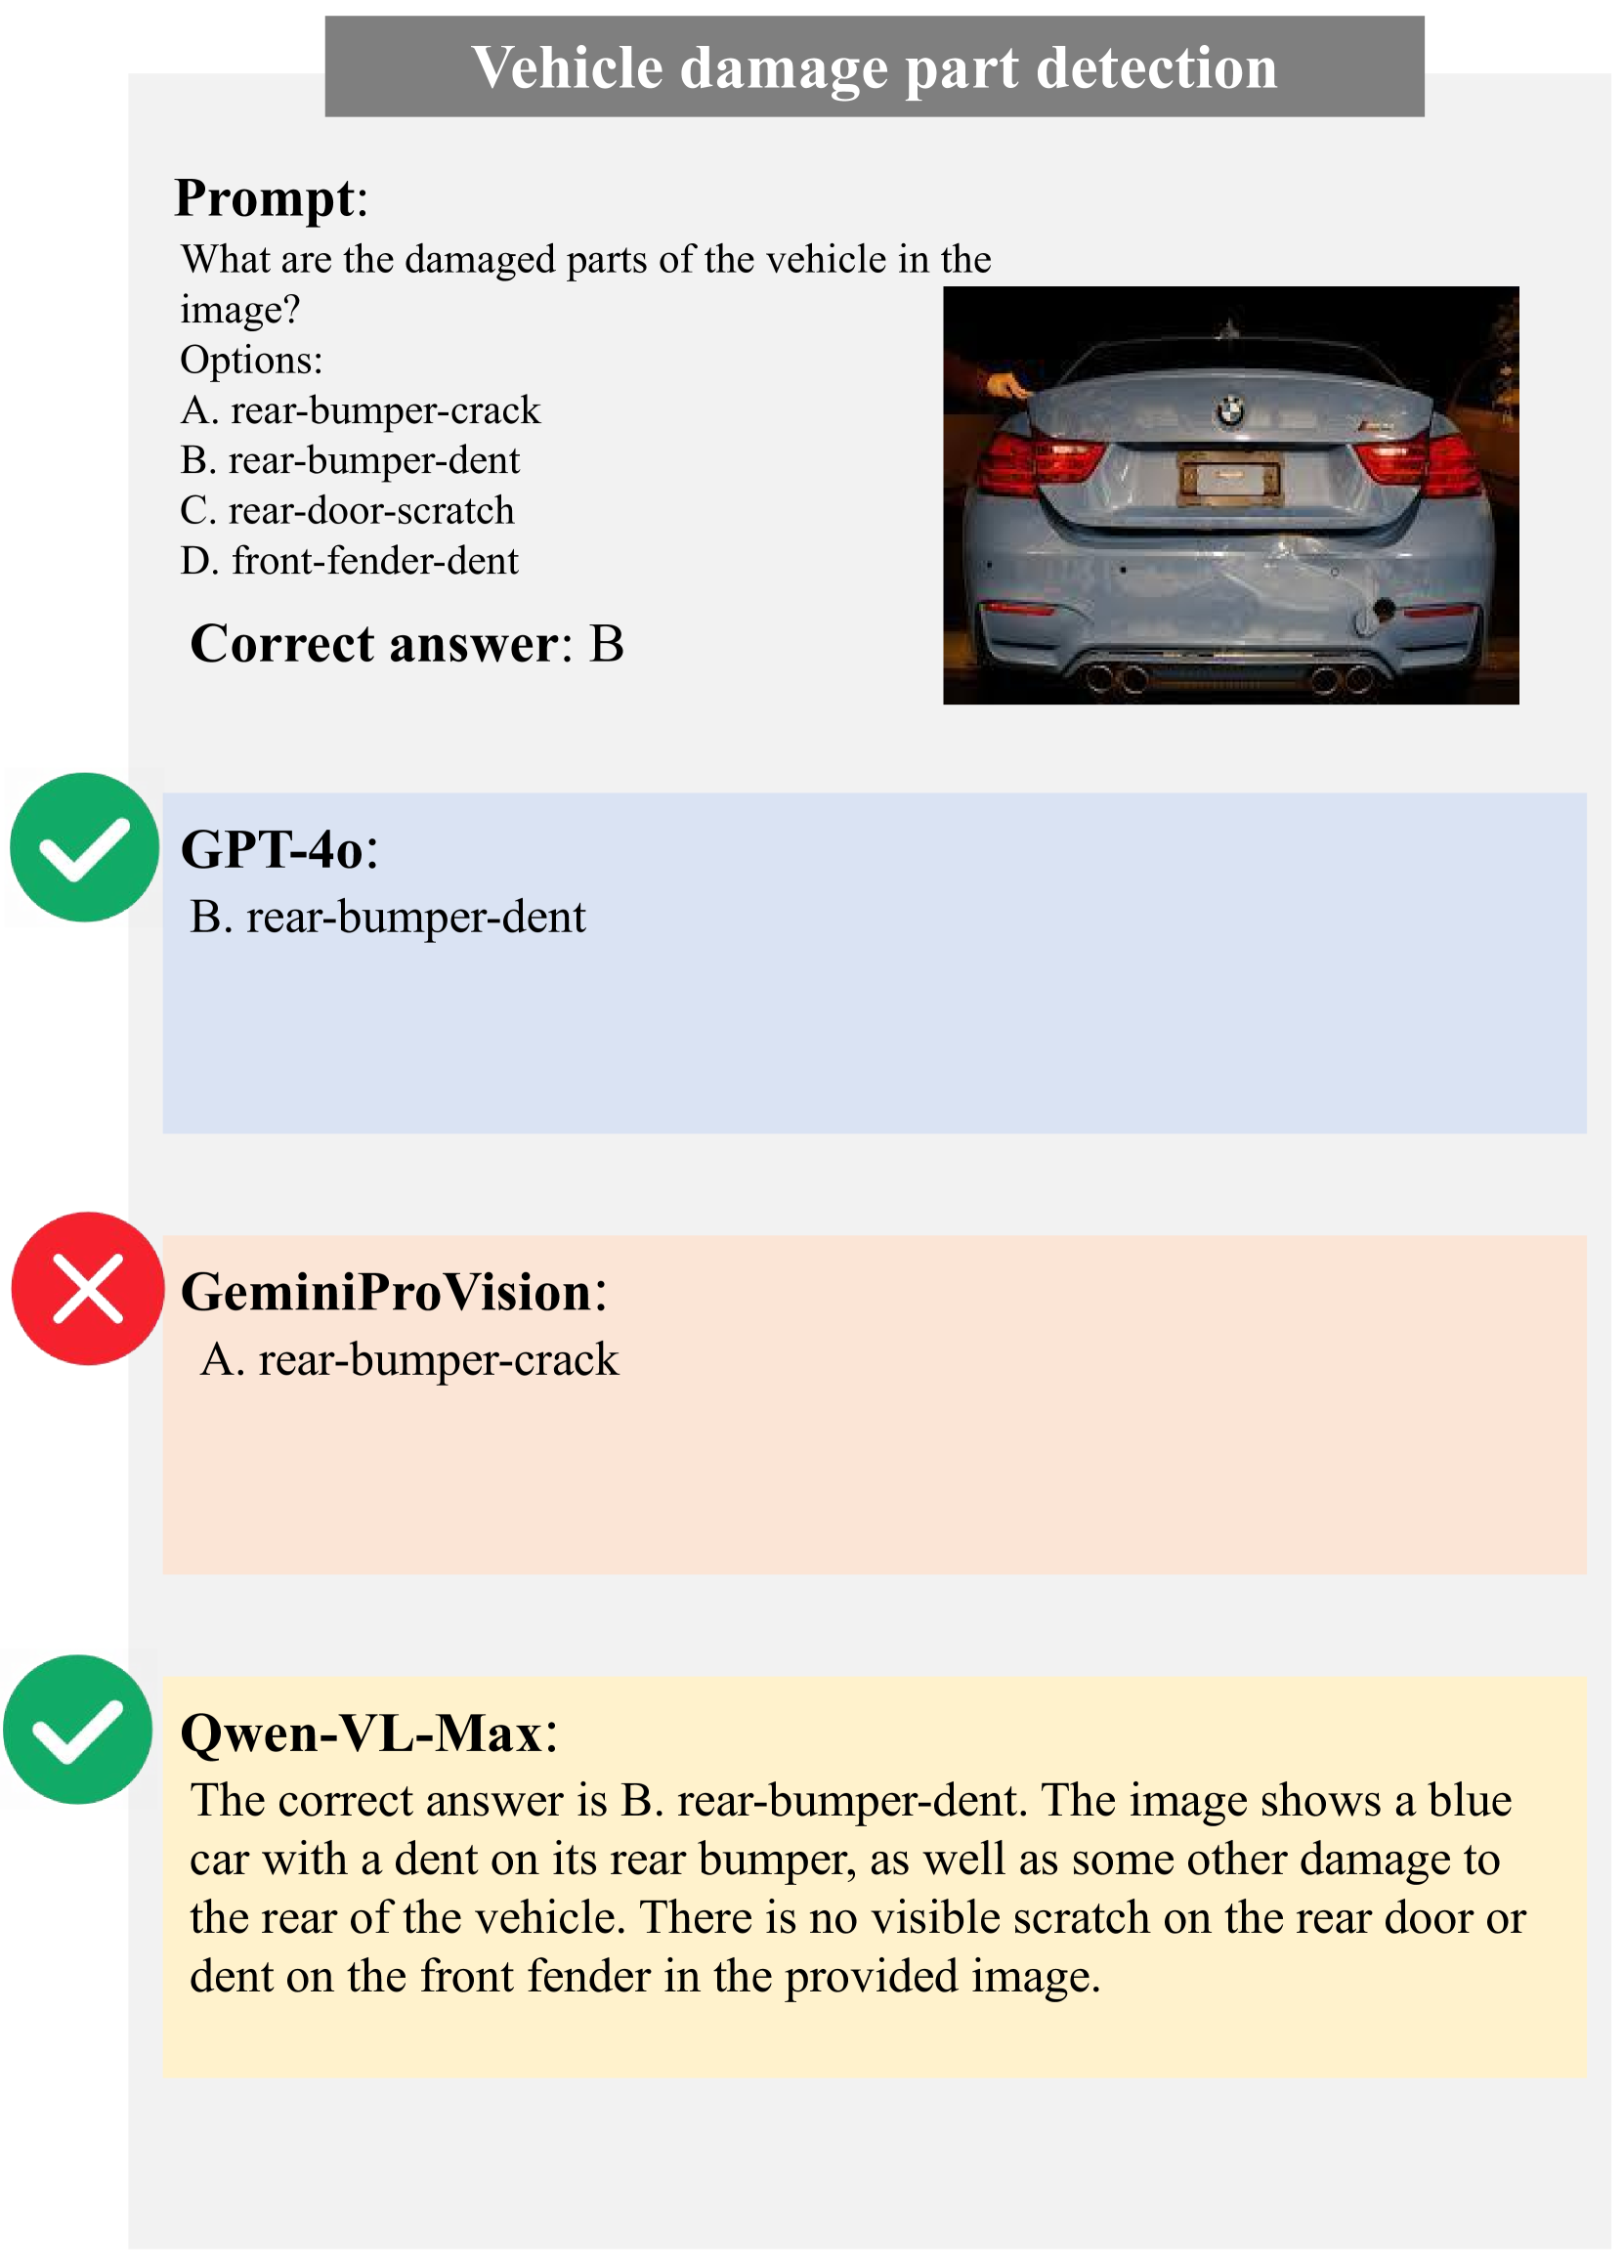 Vehicle damage part detection
Prompt:
What are the damaged parts of the vehicle in the
image?
Options:
A. rear-bumper-crack
B. rear-bumper-dent
C. rear-door-scratch
D. front-fender-dent
Correct answer: B
GPT-4o:
B. rear-bumper-dent
GeminiProVision:
A. rear-bumper-crack
Qwen-VL-Max:
The correct answer is B. rear-bumper-dent. The image shows a blue
car with a dent on its rear bumper, as well as some other damage to
the rear of the vehicle. There is no visible scratch on the rear door or
dent on the front fender in the provided image.